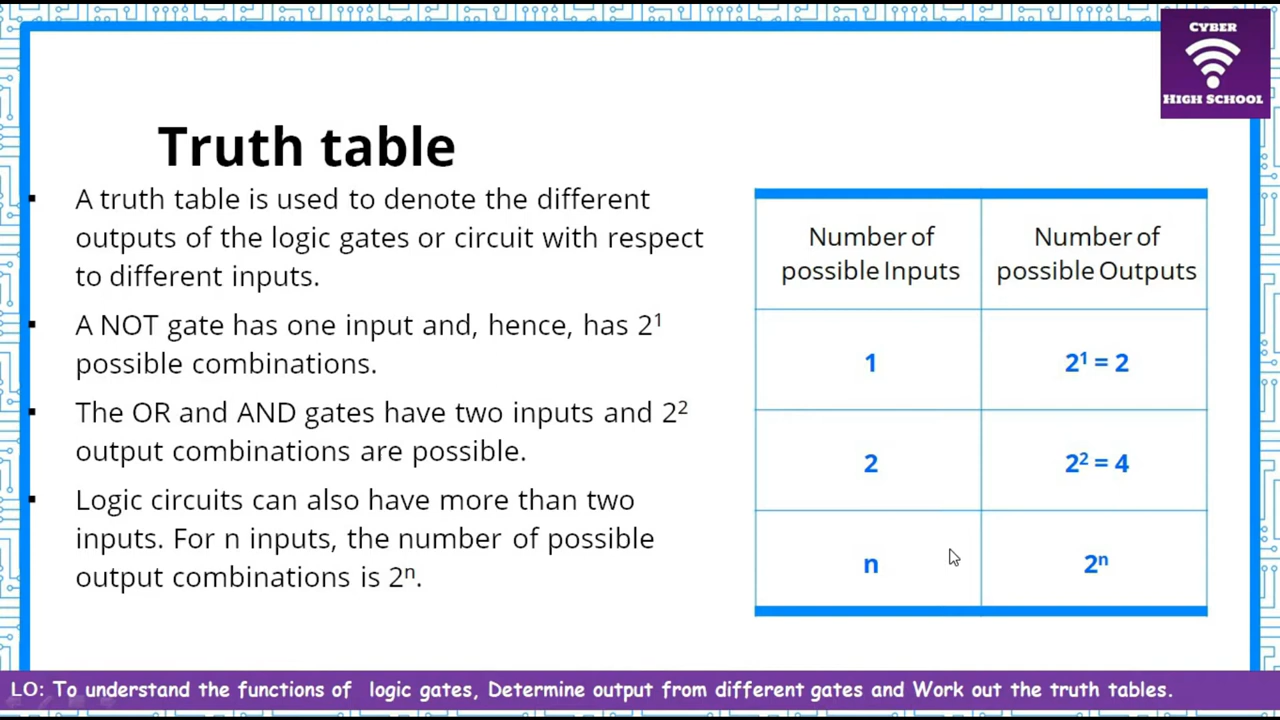 CYBER
HIGH SCHOOL
Truth table
▪ A truth table is used to denote the different
outputs of the logic gates or circuit with respect
to different inputs.
▪ A NOT gate has one input and, hence, has 2¹
possible combinations.
▪ The OR and AND gates have two inputs and 2²
output combinations are possible.
▪ Logic circuits can also have more than two
inputs. For n inputs, the number of possible
output combinations is 2ⁿ.
Number of possible Inputs | Number of possible Outputs
1 | 2¹ = 2
2 | 2² = 4
n | 2ⁿ
LO: To understand the functions of logic gates, Determine output from different gates and Work out the truth tables.